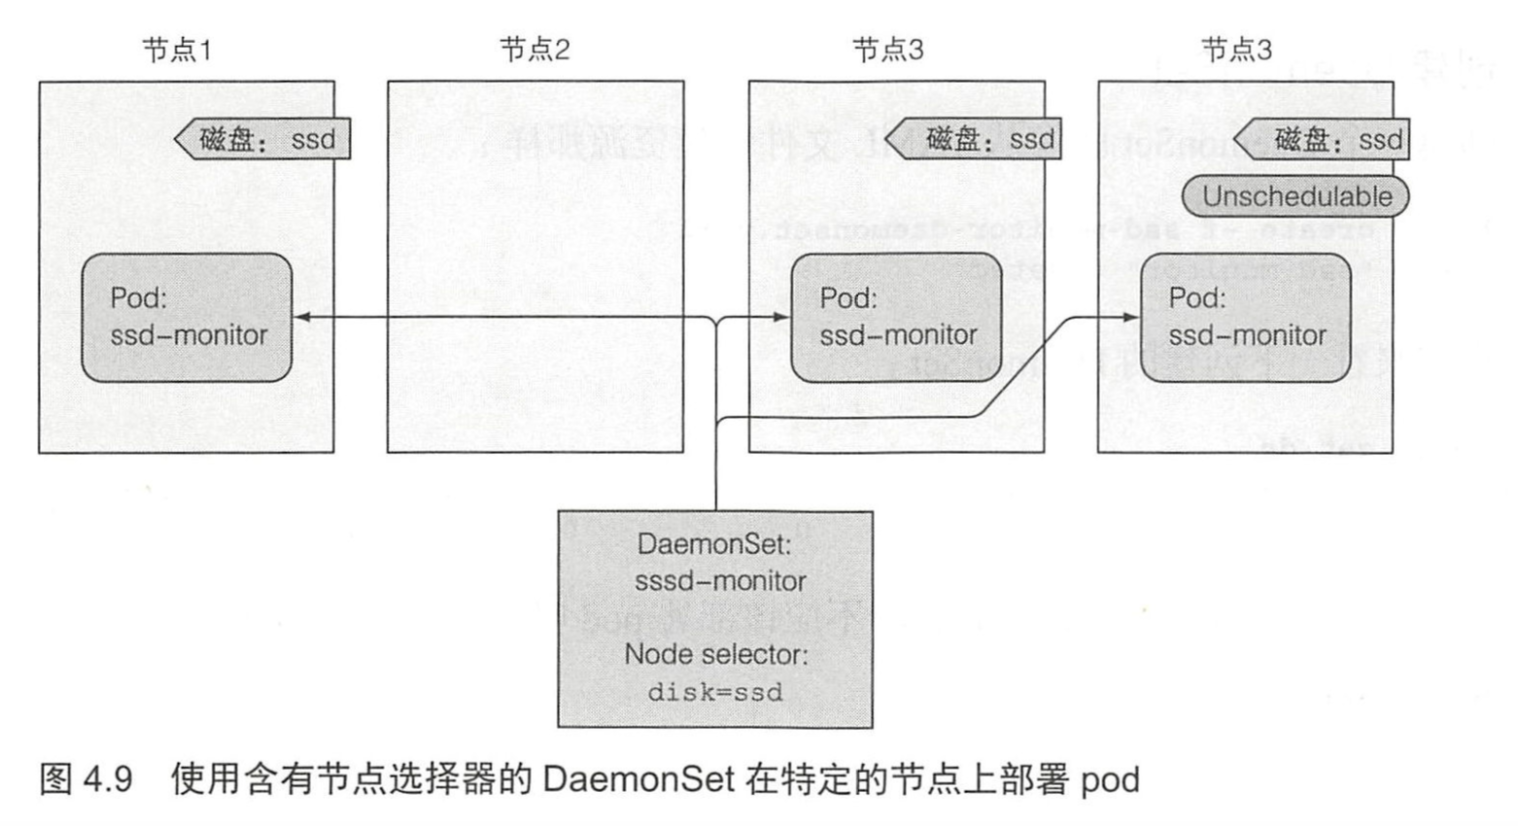 节点1
节点2
节点3
节点3
磁盘：ssd
磁盘：ssd
磁盘：ssd
Unschedulable
Pod:
ssd–monitor
Pod:
ssd–monitor
Pod:
ssd–monitor
DaemonSet:
sssd–monitor
Node selector:
disk=ssd
图 4.9 使用含有节点选择器的 DaemonSet 在特定的节点上部署 pod